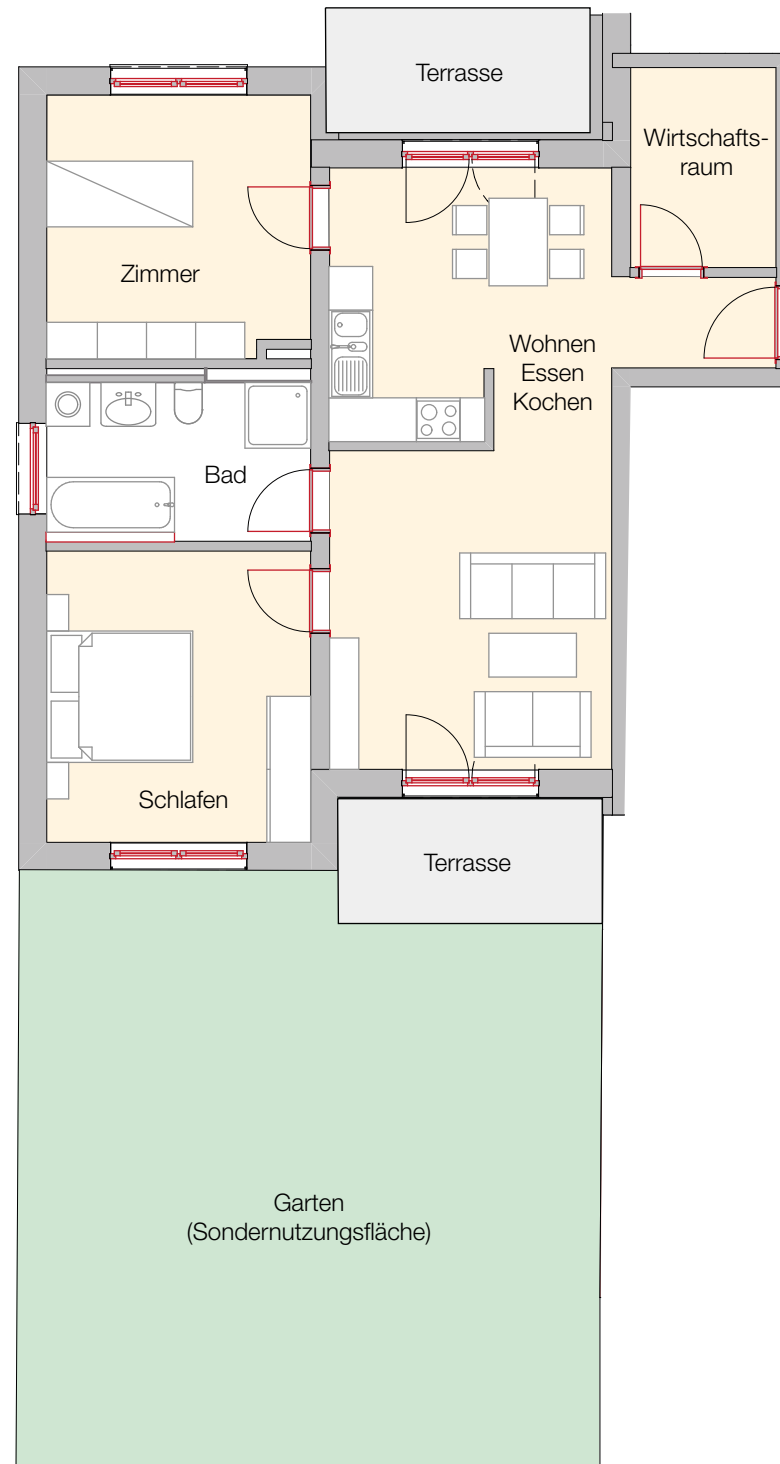 Terrasse
Wirtschafts-
raum
Zimmer
Wohnen
Essen
Kochen
Bad
Schlafen
Terrasse
Garten
(Sondernutzungsfläche)